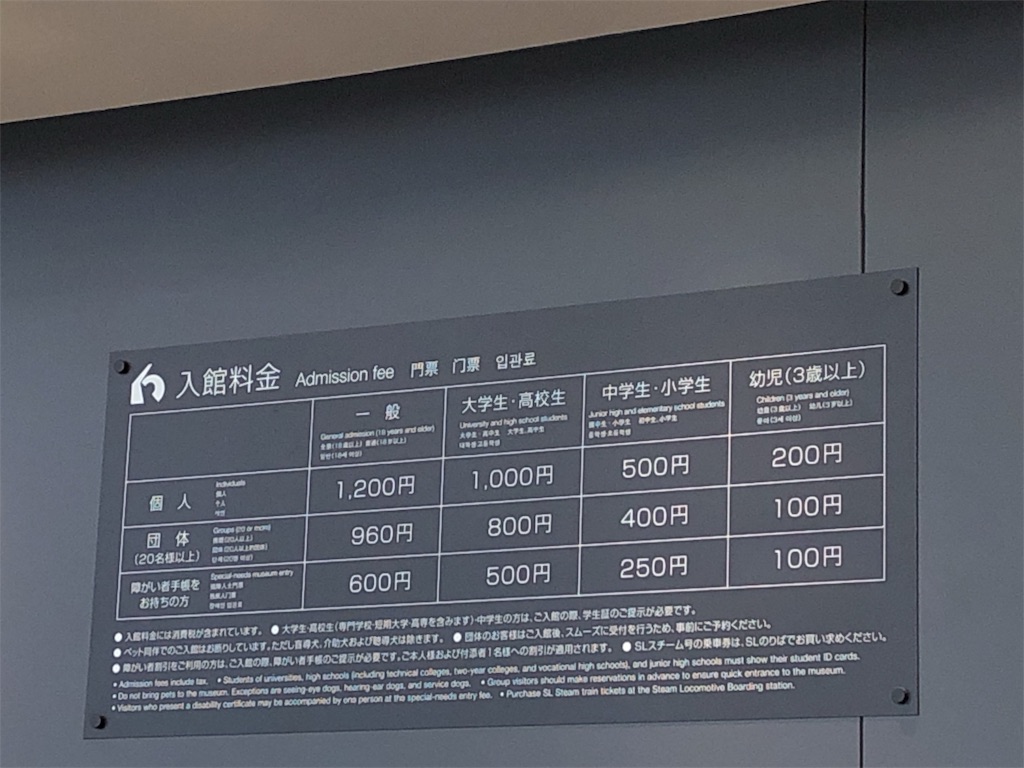 入館料金 Admission fee 門票 门票 입관료
一 般 大学生・高校生 中学生・小学生 幼児(3歳以上)
General admission (18 years and older) University and high school students Junior high and elementary school students Children (3 years and older)
個 人 Individuals 1,200円 1,000円 500円 200円
団 体 Groups (20 or more) 960円 800円 400円 100円
(20名様以上)
障がい者手帳を Special-needs museum entry 600円 500円 250円 100円
お持ちの方
● 入館料金には消費税が含まれています。 ● 大学生・高校生(専門学校・短期大学・高専を含みます)・中学生の方は、ご入館の際、学生証のご提示が必要です。
● ペット同伴でのご入館はお断りしています。ただし盲導犬、介助犬および聴導犬は除きます。 ● 団体のお客様はご入館後、スムーズに受付を行うため、事前にご予約ください。
● 障がい者割引をご利用の方は、ご入館の際、障がい者手帳のご提示が必要です。ご本人様および付添者1名様への割引が適用されます。 ● SLスチーム号の乗車券は、SLのりばでお買い求めください。
• Admission fees include tax. • Students of universities, high schools (including technical colleges, two-year colleges, and vocational high schools), and junior high schools must show their student ID cards.
• Do not bring pets to the museum. Exceptions are seeing-eye dogs, hearing-ear dogs, and service dogs. • Group visitors should make reservations in advance to ensure quick entrance to the museum.
• Visitors who present a disability certificate may be accompanied by one person at the special-needs entry fee. • Purchase SL Steam train tickets at the Steam Locomotive Boarding station.